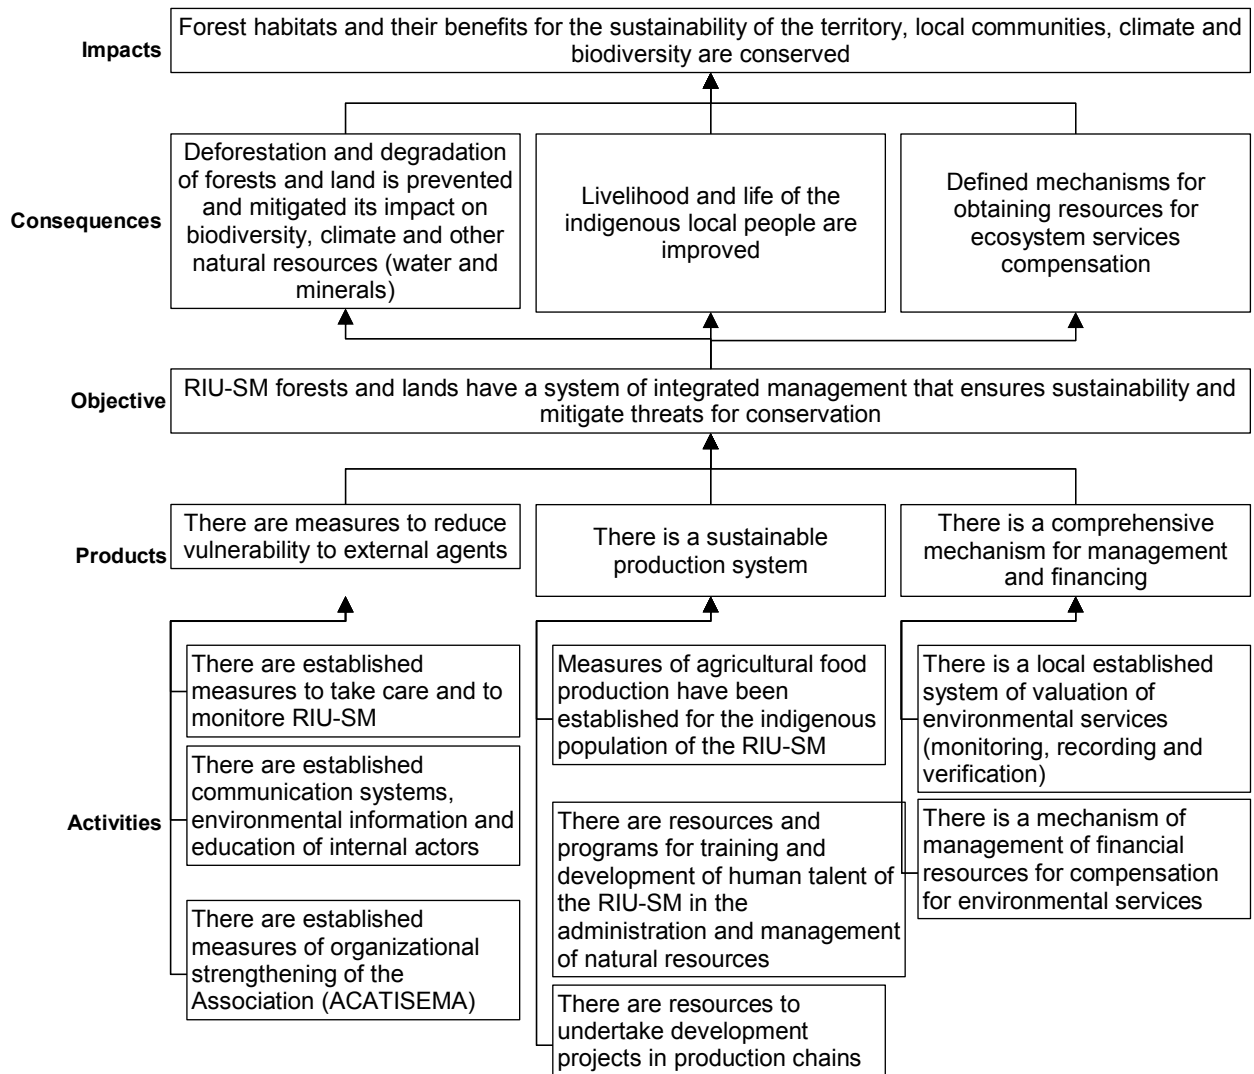 Impacts
Forest habitats and their benefits for the sustainability of the territory, local communities, climate and
biodiversity are conserved
Consequences
Deforestation and degradation
of forests and land is prevented
and mitigated its impact on
biodiversity, climate and other
natural resources (water and
minerals)
Livelihood and life of the
indigenous local people are
improved
Defined mechanisms for
obtaining resources for
ecosystem services
compensation
Objective
RIU-SM forests and lands have a system of integrated management that ensures sustainability and
mitigate threats for conservation
Products
There are measures to reduce
vulnerability to external agents
There is a sustainable
production system
There is a comprehensive
mechanism for management
and financing
Activities
There are established
measures to take care and to
monitore RIU-SM
There are established
communication systems,
environmental information and
education of internal actors
There are established
measures of organizational
strengthening of the
Association (ACATISEMA)
Measures of agricultural food
production have been
established for the indigenous
population of the RIU-SM
There are resources and
programs for training and
development of human talent of
the RIU-SM in the
administration and management
of natural resources
There are resources to
undertake development
projects in production chains
There is a local established
system of valuation of
environmental services
(monitoring, recording and
verification)
There is a mechanism of
management of financial
resources for compensation
for environmental services